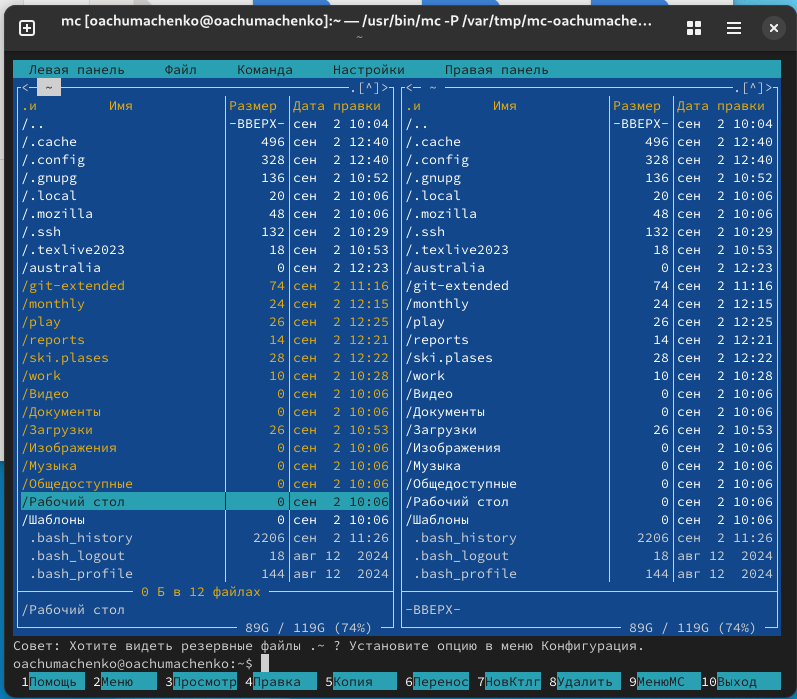 mc [oachumachenko@oachumachenko]:~ — /usr/bin/mc -P /var/tmp/mc-oachumache…
~
Левая панель Файл Команда Настройки Правая панель
<- ~ .[^]> <- ~ .[^]>
.и Имя Размер Дата правки .и Имя Размер Дата правки
/.. -ВВЕРХ- сен 2 10:04 /.. -ВВЕРХ- сен 2 10:04
/.cache 496 сен 2 12:40 /.cache 496 сен 2 12:40
/.config 328 сен 2 12:40 /.config 328 сен 2 12:40
/.gnupg 136 сен 2 10:52 /.gnupg 136 сен 2 10:52
/.local 20 сен 2 10:06 /.local 20 сен 2 10:06
/.mozilla 48 сен 2 10:06 /.mozilla 48 сен 2 10:06
/.ssh 132 сен 2 10:29 /.ssh 132 сен 2 10:29
/.texlive2023 18 сен 2 10:53 /.texlive2023 18 сен 2 10:53
/australia 0 сен 2 12:23 /australia 0 сен 2 12:23
/git-extended 74 сен 2 11:16 /git-extended 74 сен 2 11:16
/monthly 24 сен 2 12:15 /monthly 24 сен 2 12:15
/play 26 сен 2 12:25 /play 26 сен 2 12:25
/reports 14 сен 2 12:21 /reports 14 сен 2 12:21
/ski.plases 28 сен 2 12:22 /ski.plases 28 сен 2 12:22
/work 10 сен 2 10:28 /work 10 сен 2 10:28
/Видео 0 сен 2 10:06 /Видео 0 сен 2 10:06
/Документы 0 сен 2 10:06 /Документы 0 сен 2 10:06
/Загрузки 26 сен 2 10:53 /Загрузки 26 сен 2 10:53
/Изображения 0 сен 2 10:06 /Изображения 0 сен 2 10:06
/Музыка 0 сен 2 10:06 /Музыка 0 сен 2 10:06
/Общедоступные 0 сен 2 10:06 /Общедоступные 0 сен 2 10:06
/Рабочий стол 0 сен 2 10:06 /Рабочий стол 0 сен 2 10:06
/Шаблоны 0 сен 2 10:06 /Шаблоны 0 сен 2 10:06
.bash_history 2206 сен 2 11:26 .bash_history 2206 сен 2 11:26
.bash_logout 18 авг 12 2024 .bash_logout 18 авг 12 2024
.bash_profile 144 авг 12 2024 .bash_profile 144 авг 12 2024
0 Б в 12 файлах
/Рабочий стол -ВВЕРХ-
89G / 119G (74%) 89G / 119G (74%)
Совет: Хотите видеть резервные файлы .~ ? Установите опцию в меню Конфигурация.
oachumachenko@oachumachenko:~$
1Помощь 2Меню 3Просмотр 4Правка 5Копия 6Перенос 7НовКтлг 8Удалить 9МенюMC 10Выход